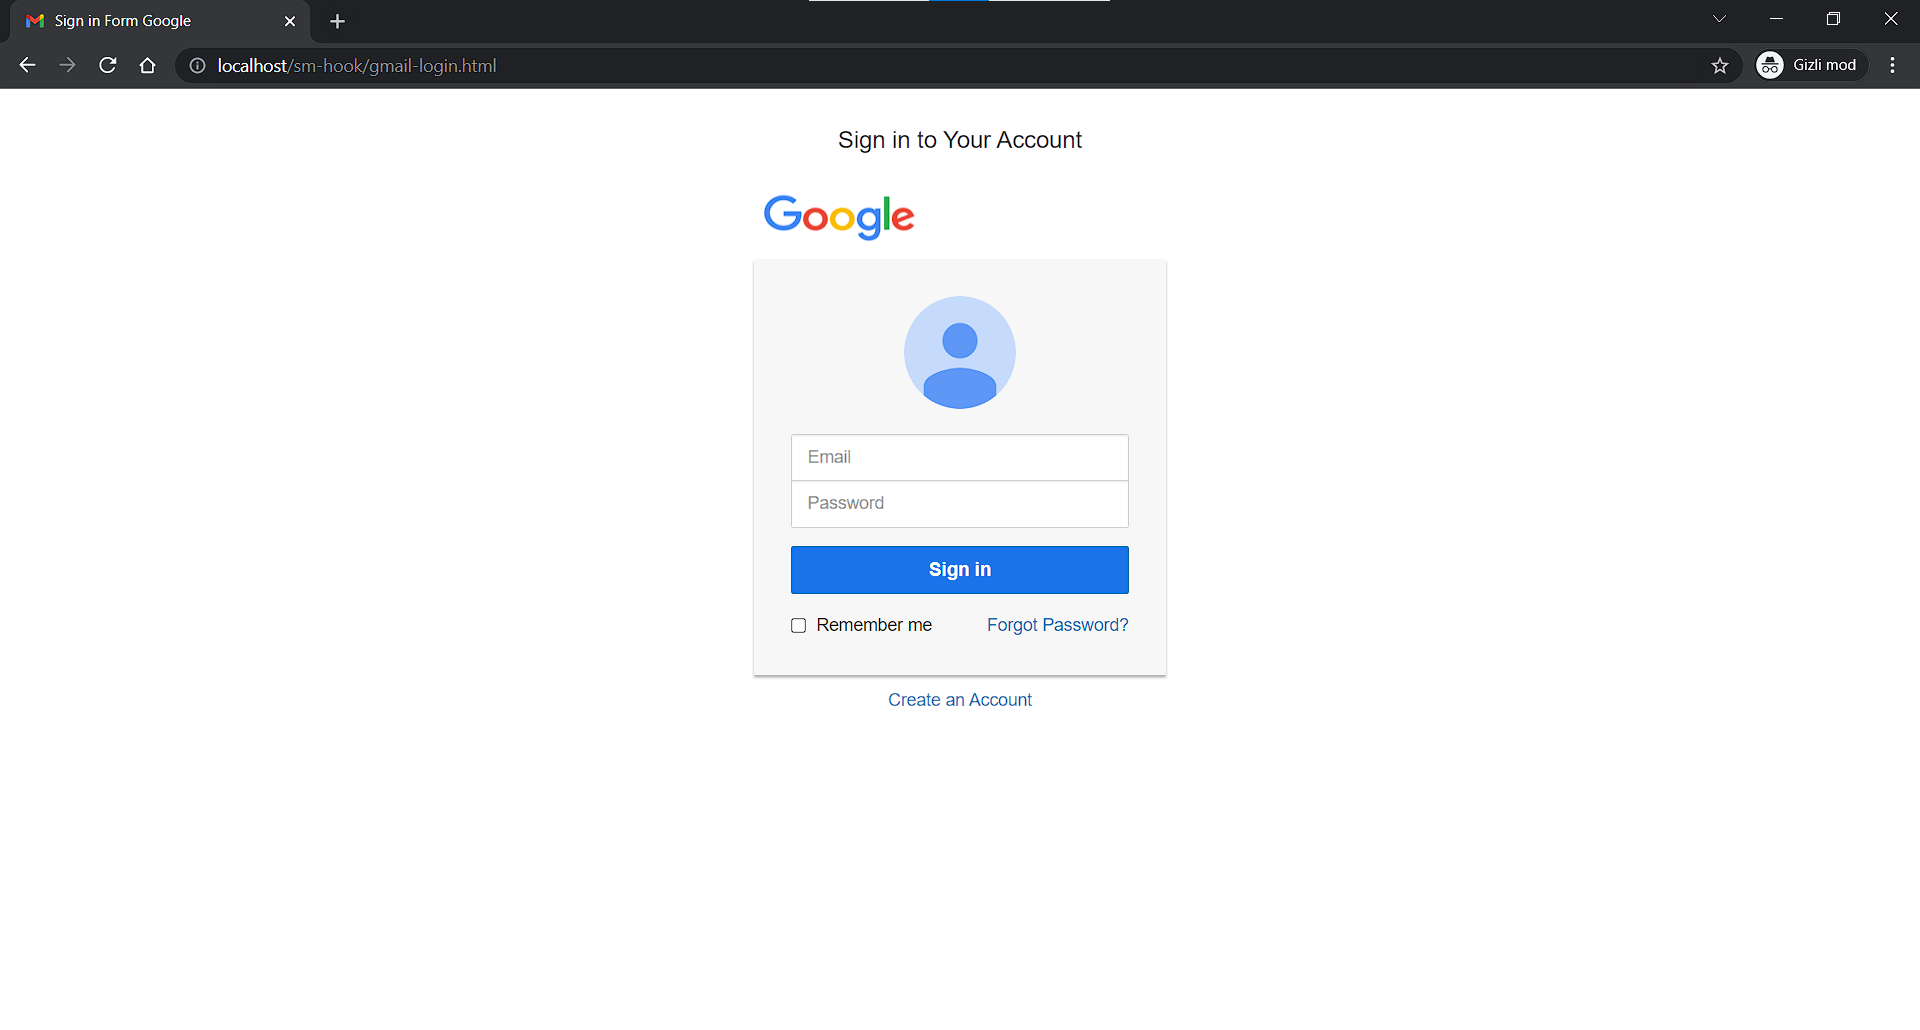 Sign in Form Google
localhost/sm-hook/gmail-login.html
Gizli mod
Sign in to Your Account
Google
Email
Password
Sign in
Remember me
Forgot Password?
Create an Account